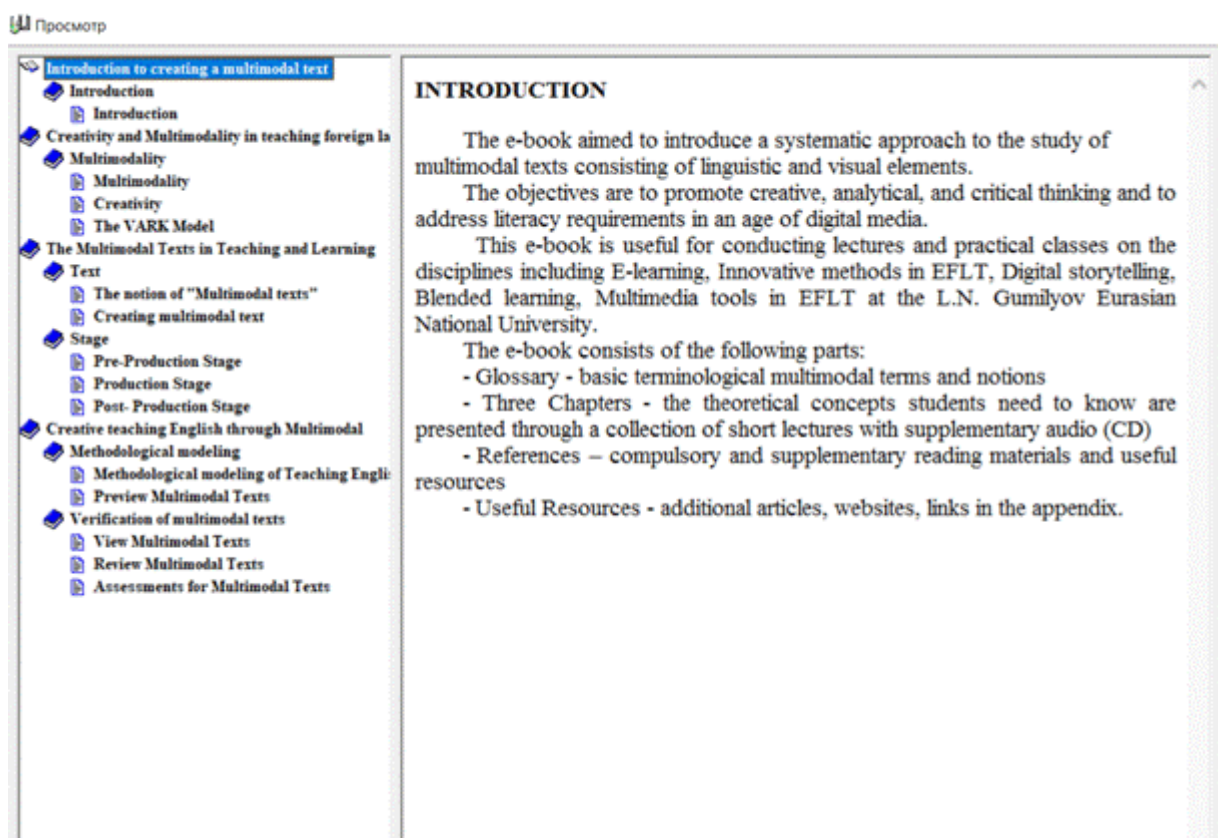 Просмотр
Introduction to creating a multimodal text
Introduction
Introduction
Creativity and Multimodality in teaching foreign la
Multimodality
Multimodality
Creativity
The VARK Model
The Multimodal Texts in Teaching and Learning
Text
The notion of "Multimodal texts"
Creating multimodal text
Stage
Pre-Production Stage
Production Stage
Post- Production Stage
Creative teaching English through Multimodal
Methodological modeling
Methodological modeling of Teaching Engli
Preview Multimodal Texts
Verification of multimodal texts
View Multimodal Texts
Review Multimodal Texts
Assessments for Multimodal Texts
INTRODUCTION
The e-book aimed to introduce a systematic approach to the study of
multimodal texts consisting of linguistic and visual elements.
The objectives are to promote creative, analytical, and critical thinking and to
address literacy requirements in an age of digital media.
This e-book is useful for conducting lectures and practical classes on the
disciplines including E-learning, Innovative methods in EFLT, Digital storytelling,
Blended learning, Multimedia tools in EFLT at the L.N. Gumilyov Eurasian
National University.
The e-book consists of the following parts:
- Glossary - basic terminological multimodal terms and notions
- Three Chapters - the theoretical concepts students need to know are
presented through a collection of short lectures with supplementary audio (CD)
- References – compulsory and supplementary reading materials and useful
resources
- Useful Resources - additional articles, websites, links in the appendix.